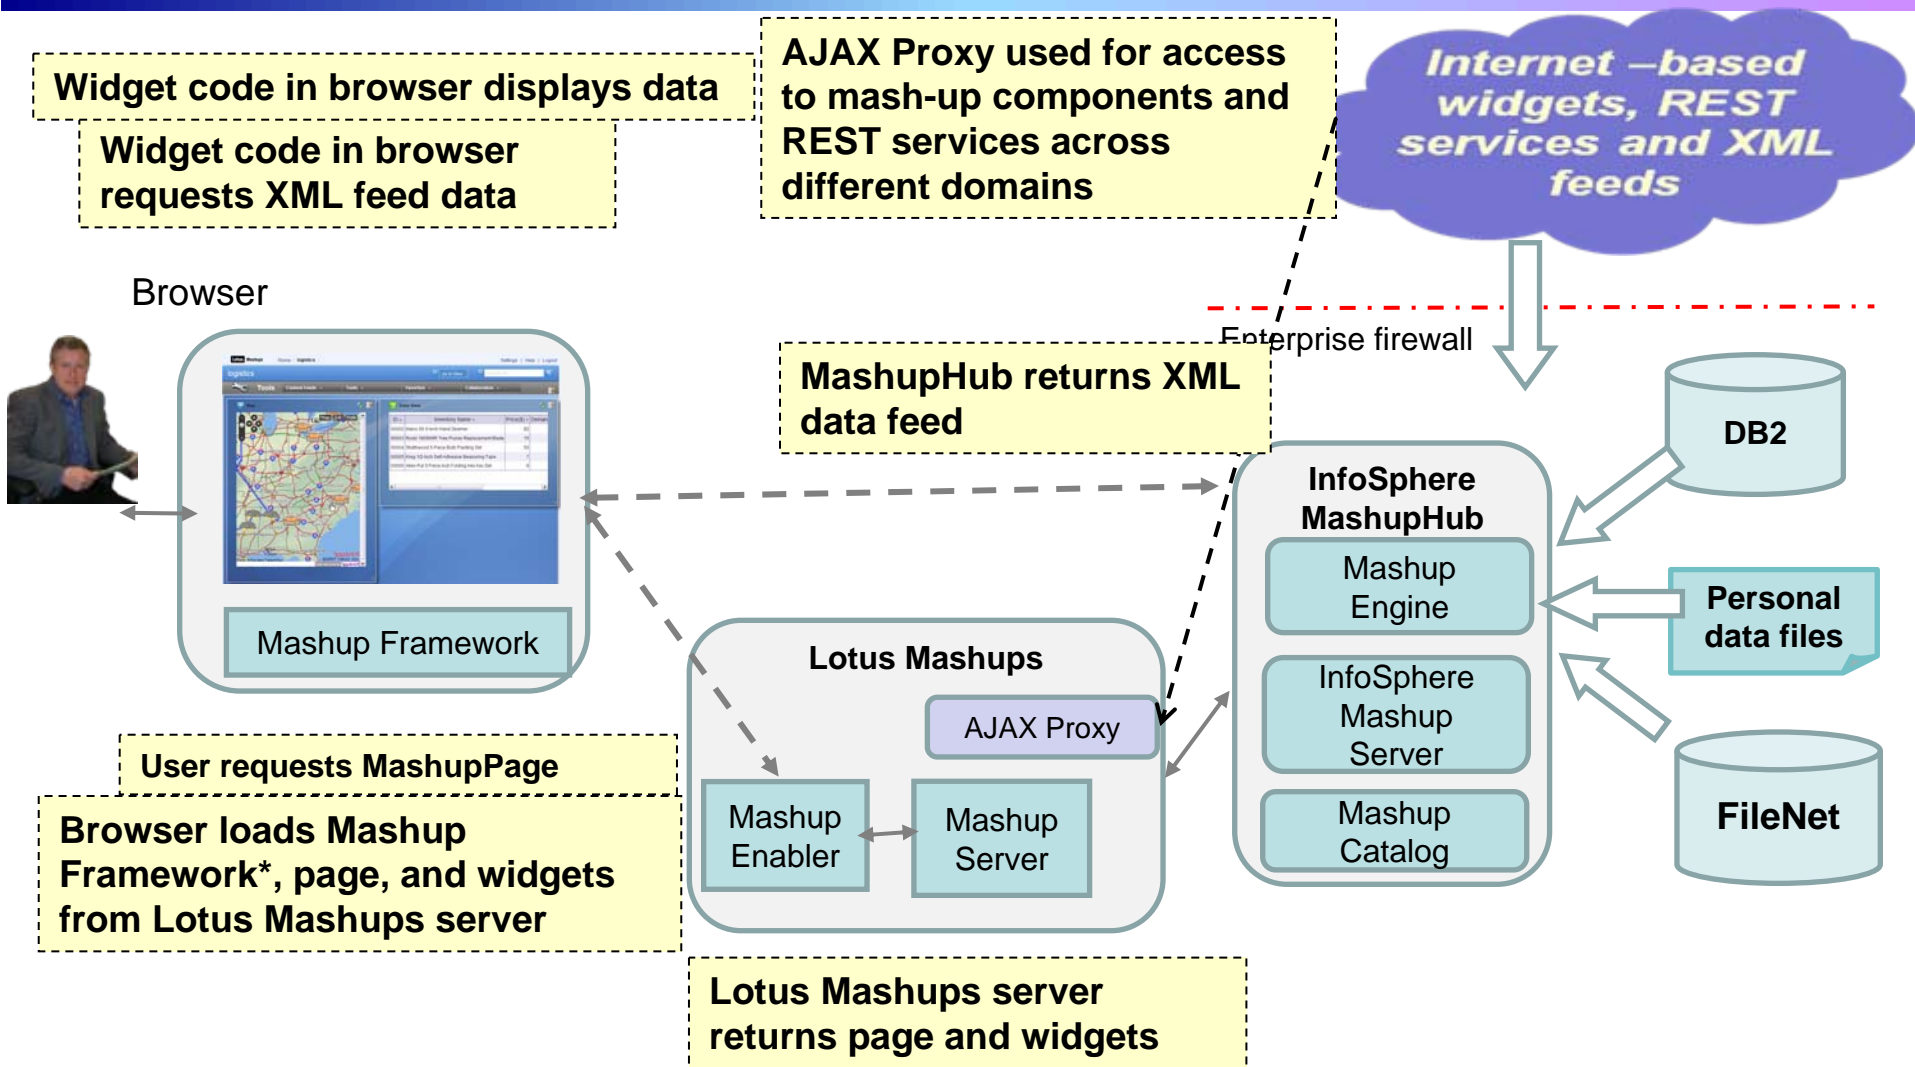 Widget code in browser displays data
Widget code in browser
requests XML feed data
AJAX Proxy used for access
to mash-up components and
REST services across
different domains
Internet –based
widgets, REST
services and XML
feeds
Browser
Enterprise firewall
MashupHub returns XML
data feed
logistics
Tools
Mashup Framework
DB2
InfoSphere
MashupHub
Mashup
Engine
InfoSphere
Mashup
Server
Mashup
Catalog
Personal
data files
FileNet
Lotus Mashups
AJAX Proxy
Mashup
Enabler
Mashup
Server
User requests MashupPage
Browser loads Mashup
Framework*, page, and widgets
from Lotus Mashups server
Lotus Mashups server
returns page and widgets